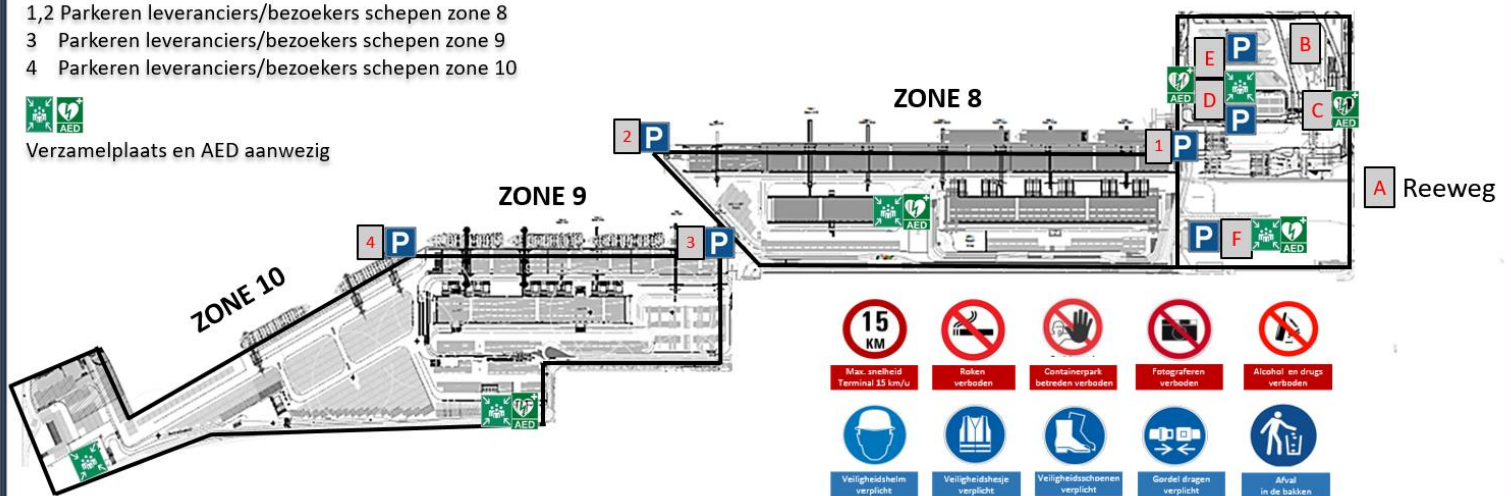 1,2 Parkeren leveranciers/bezoekers schepen zone 8
3 Parkeren leveranciers/bezoekers schepen zone 9
4 Parkeren leveranciers/bezoekers schepen zone 10
AED
Verzamelplaats en AED aanwezig
ZONE 8
ZONE 9
ZONE 10
E
P
B
AED
D
P
C
AED
2
P
1
P
A
Reeweg
AED
P
F
AED
4
P
3
P
AED
15
KM
Max. snelheid
Terminal 15 km/u
Roken
verboden
Containerpark
betreden verboden
Fotograferen
verboden
Alcohol en drugs
verboden
Veiligheidshelm
verplicht
Veiligheidshesje
verplicht
Veiligheidsschoenen
verplicht
Gordel dragen
verplicht
Afval
in de bakken